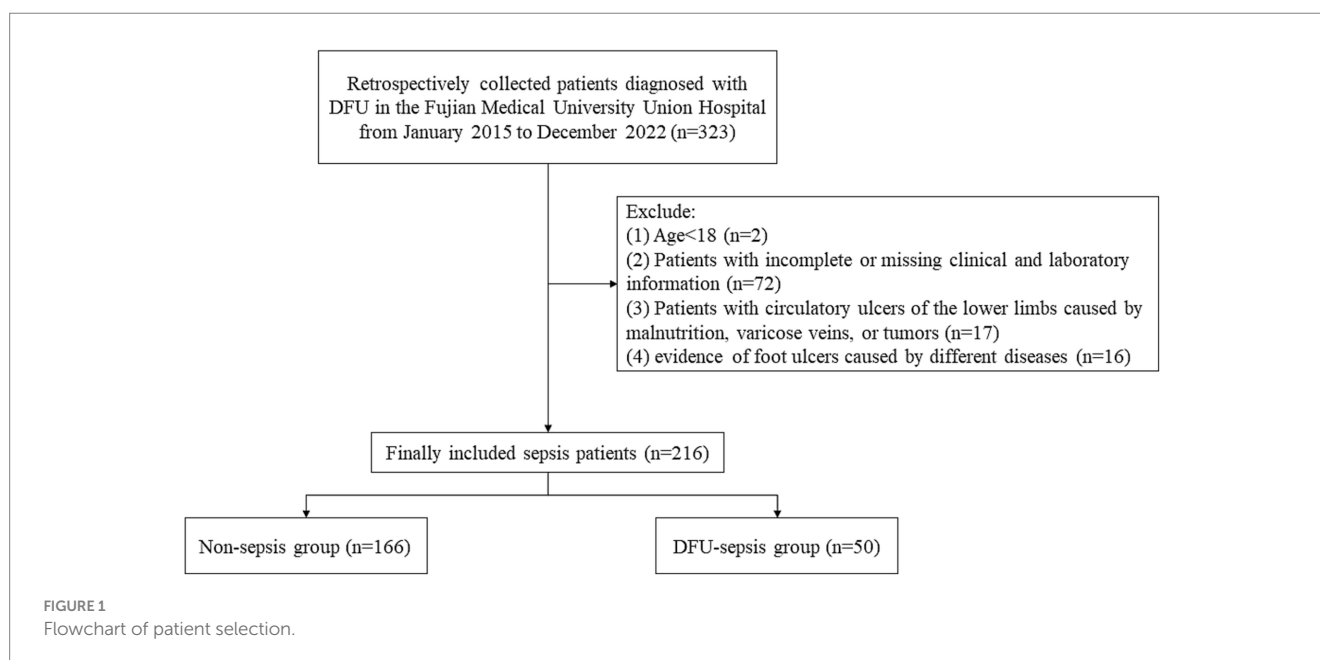 Retrospectively collected patients diagnosed with
DFU in the Fujian Medical University Union Hospital
from January 2015 to December 2022 (n=323)
Exclude:
(1) Age<18 (n=2)
(2) Patients with incomplete or missing clinical and laboratory
information (n=72)
(3) Patients with circulatory ulcers of the lower limbs caused by
malnutrition, varicose veins, or tumors (n=17)
(4) evidence of foot ulcers caused by different diseases (n=16)
Finally included sepsis patients (n=216)
Non-sepsis group (n=166)
DFU-sepsis group (n=50)
FIGURE 1
Flowchart of patient selection.